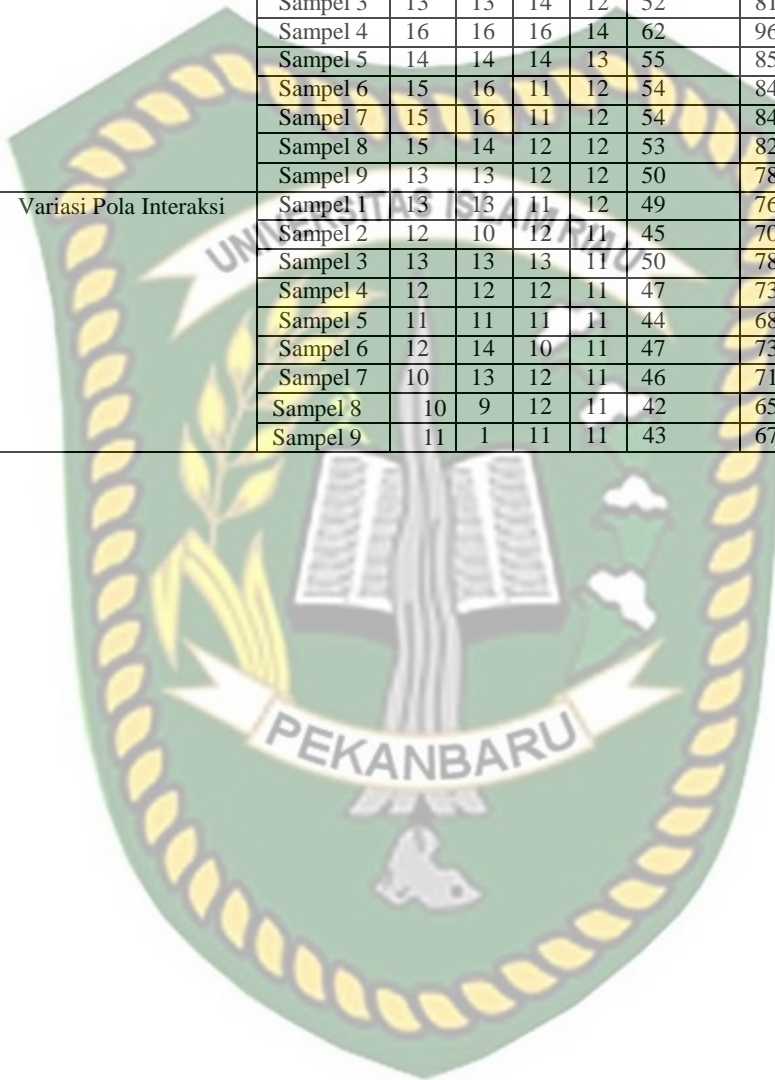 Sampel 3 13 13 14 12 52 81
Sampel 4 16 16 16 14 62 96
Sampel 5 14 14 14 13 55 85
Sampel 6 15 16 11 12 54 84
Sampel 7 15 16 11 12 54 84
Sampel 8 15 14 12 12 53 82
Sampel 9 13 13 12 12 50 78
Variasi Pola Interaksi Sampel 1 13 13 11 12 49 76
Sampel 2 12 10 12 11 45 70
Sampel 3 13 13 13 11 50 78
Sampel 4 12 12 12 11 47 73
Sampel 5 11 11 11 11 44 68
Sampel 6 12 14 10 11 47 73
Sampel 7 10 13 12 11 46 71
Sampel 8 10 9 12 11 42 65
Sampel 9 11 1 11 11 43 67
UNIVERSITAS ISLAM RIAU
PEKANBARU